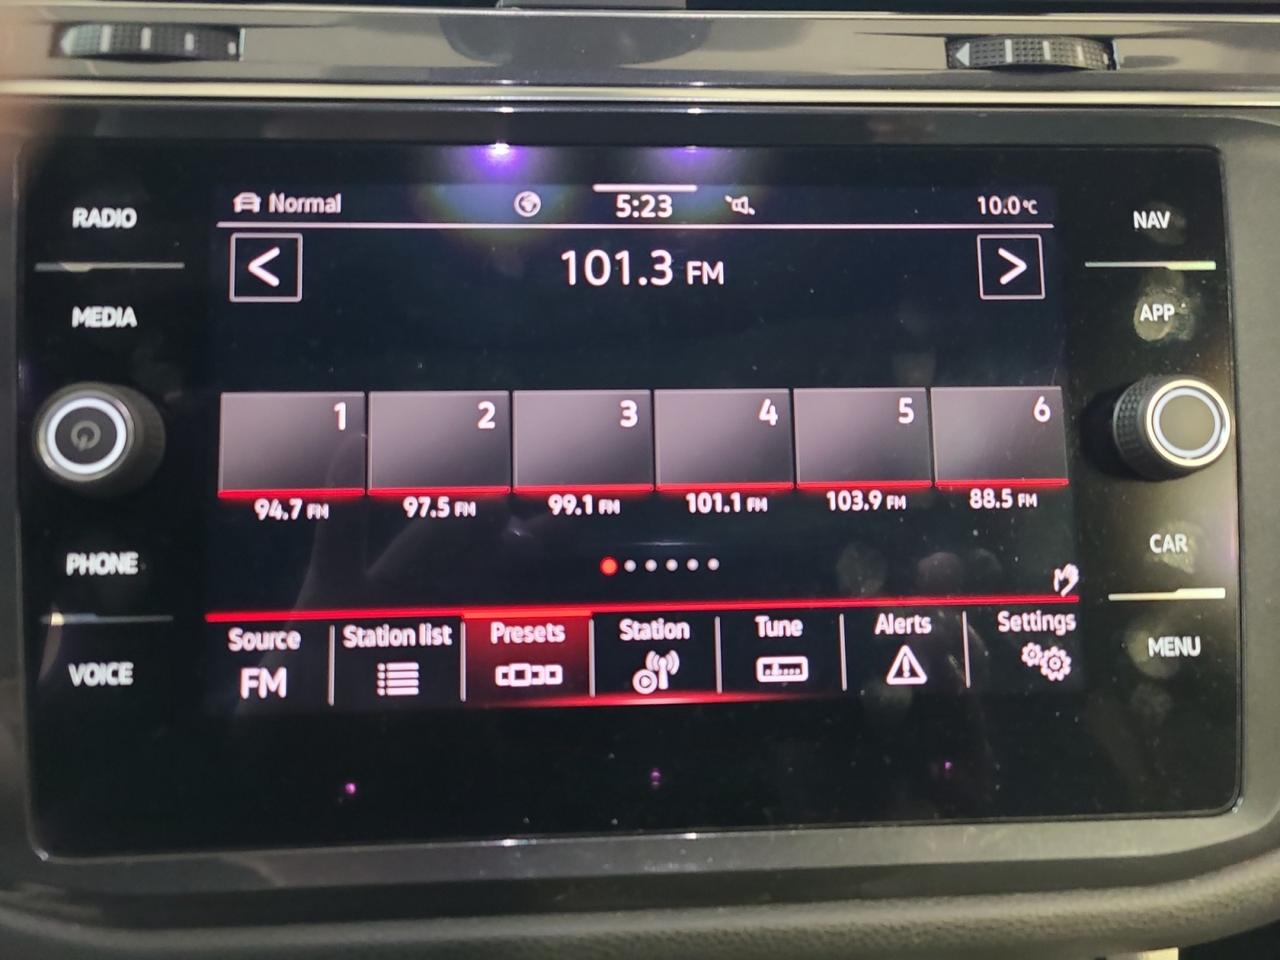 Normal 5:23 10.0°C
RADIO
NAV
101.3 FM
MEDIA
APP
1 2 3 4 5 6
94.7 FM 97.5 FM 99.1 FM 101.1 FM 103.9 FM 88.5 FM
PHONE
CAR
Source Station list Presets Station Tune Alerts Settings
FM
VOICE
MENU